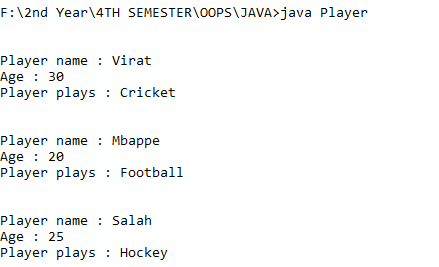 F:\2nd Year\4TH SEMESTER\OOPS\JAVA>java Player
Player name : Virat
Age : 30
Player plays : Cricket
Player name : Mbappe
Age : 20
Player plays : Football
Player name : Salah
Age : 25
Player plays : Hockey